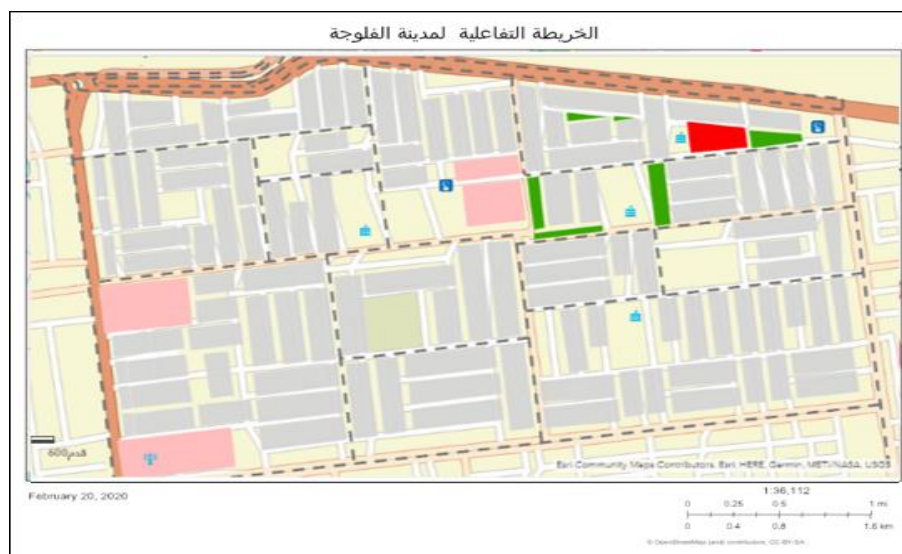 الخريطة التفاعلية لمدينة الفلوجة
600قدم
Esri Community Maps Contributors, Esri, HERE, Garmin, METI/NASA, USGS
February 20, 2020
1:36,112
0 0.25 0.5 1 mi
0 0.4 0.8 1.6 km
© OpenStreetMap (and) contributors, CC-BY-SA